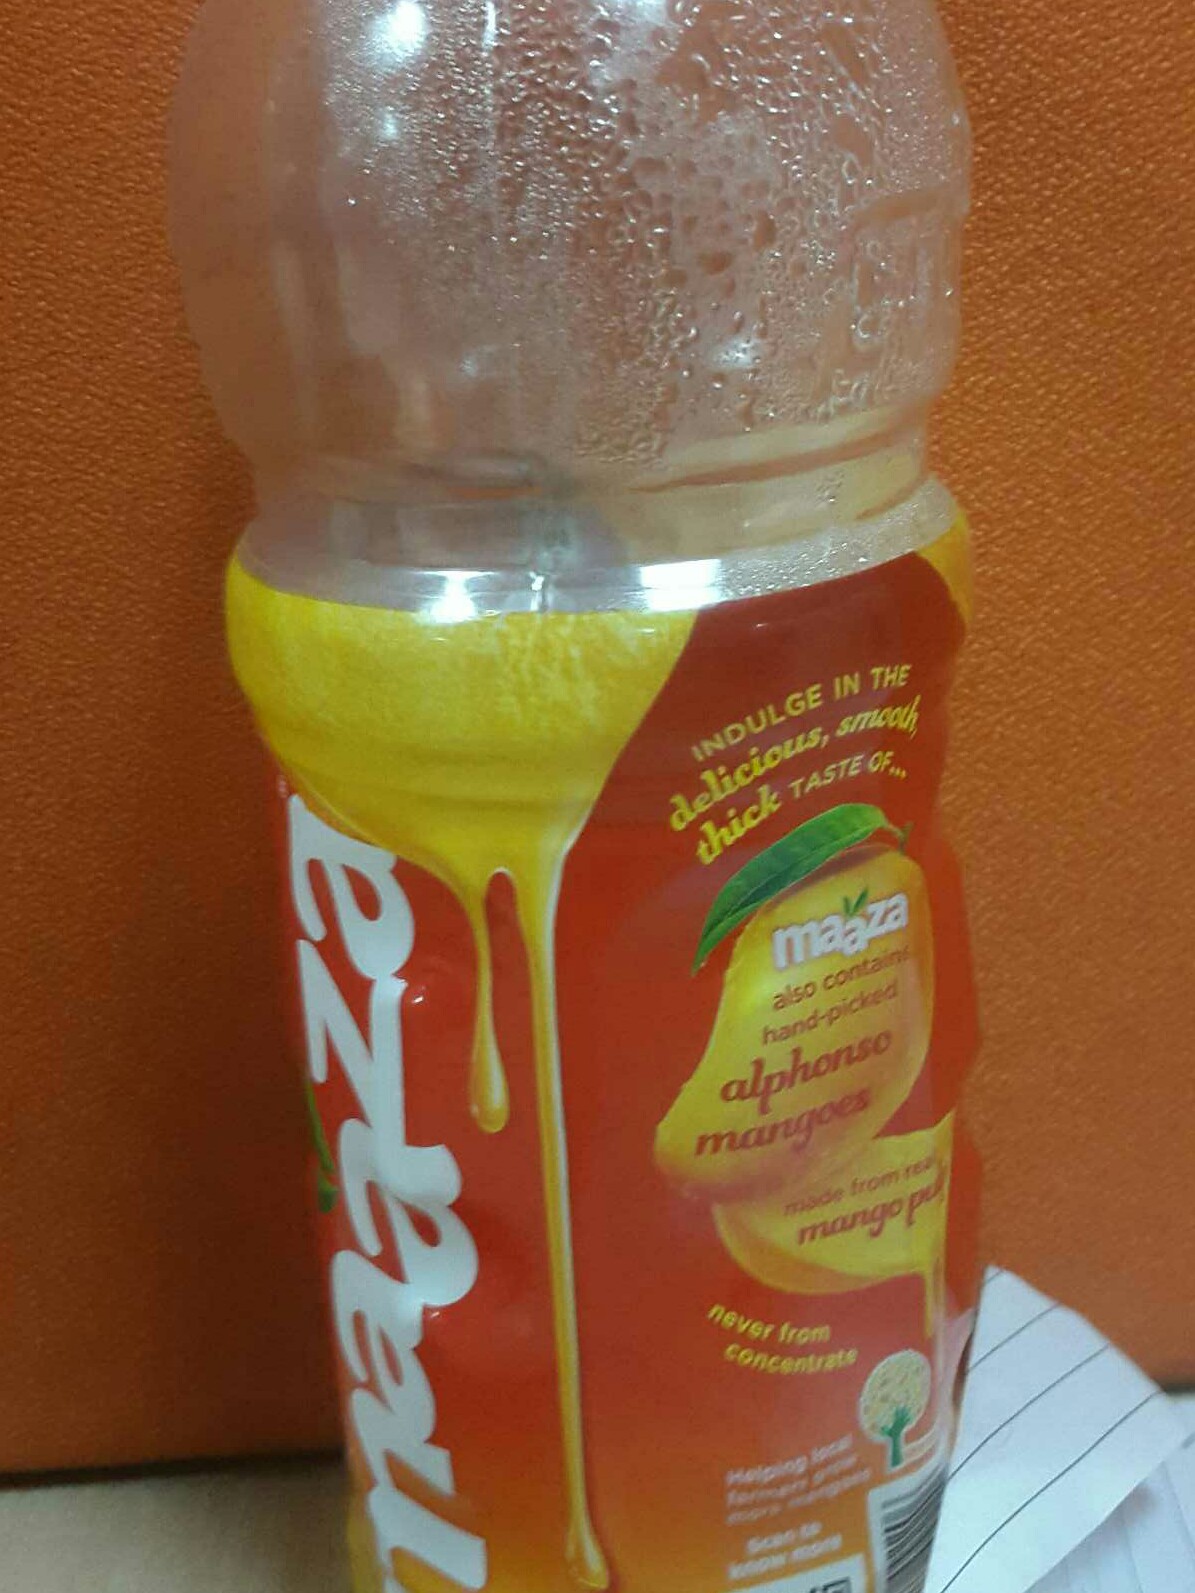 maaza
INDULGE IN THE
delicious, smooth,
thick TASTE OF...
maaza
also contains
hand-picked
alphonso
mangoes
made from real
mango
never from
concentrate
Helping local
farmers grow
more mangoes
Scan to
know more